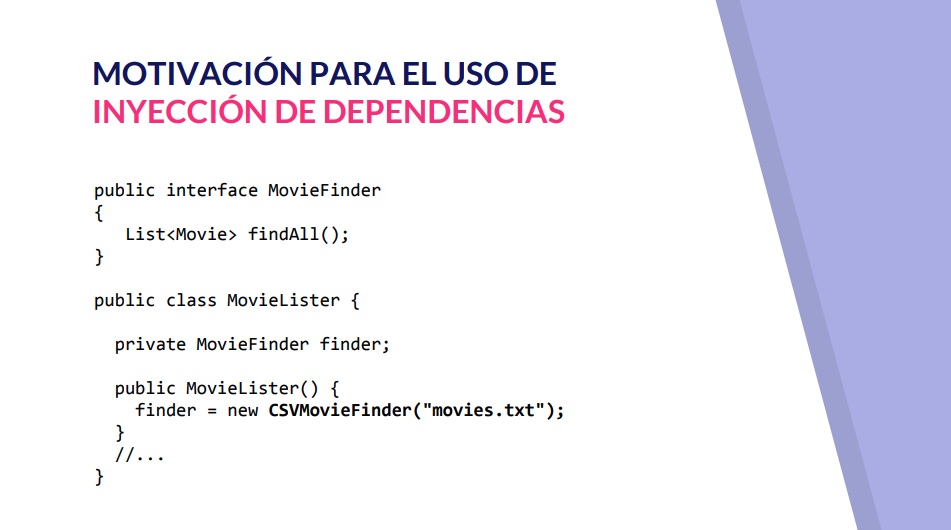 MOTIVACIÓN PARA EL USO DE
INYECCIÓN DE DEPENDENCIAS
public interface MovieFinder
{
List<Movie> findAll();
}
public class MovieLister {
private MovieFinder finder;
public MovieLister() {
finder = new CSVMovieFinder("movies.txt");
}
//...
}